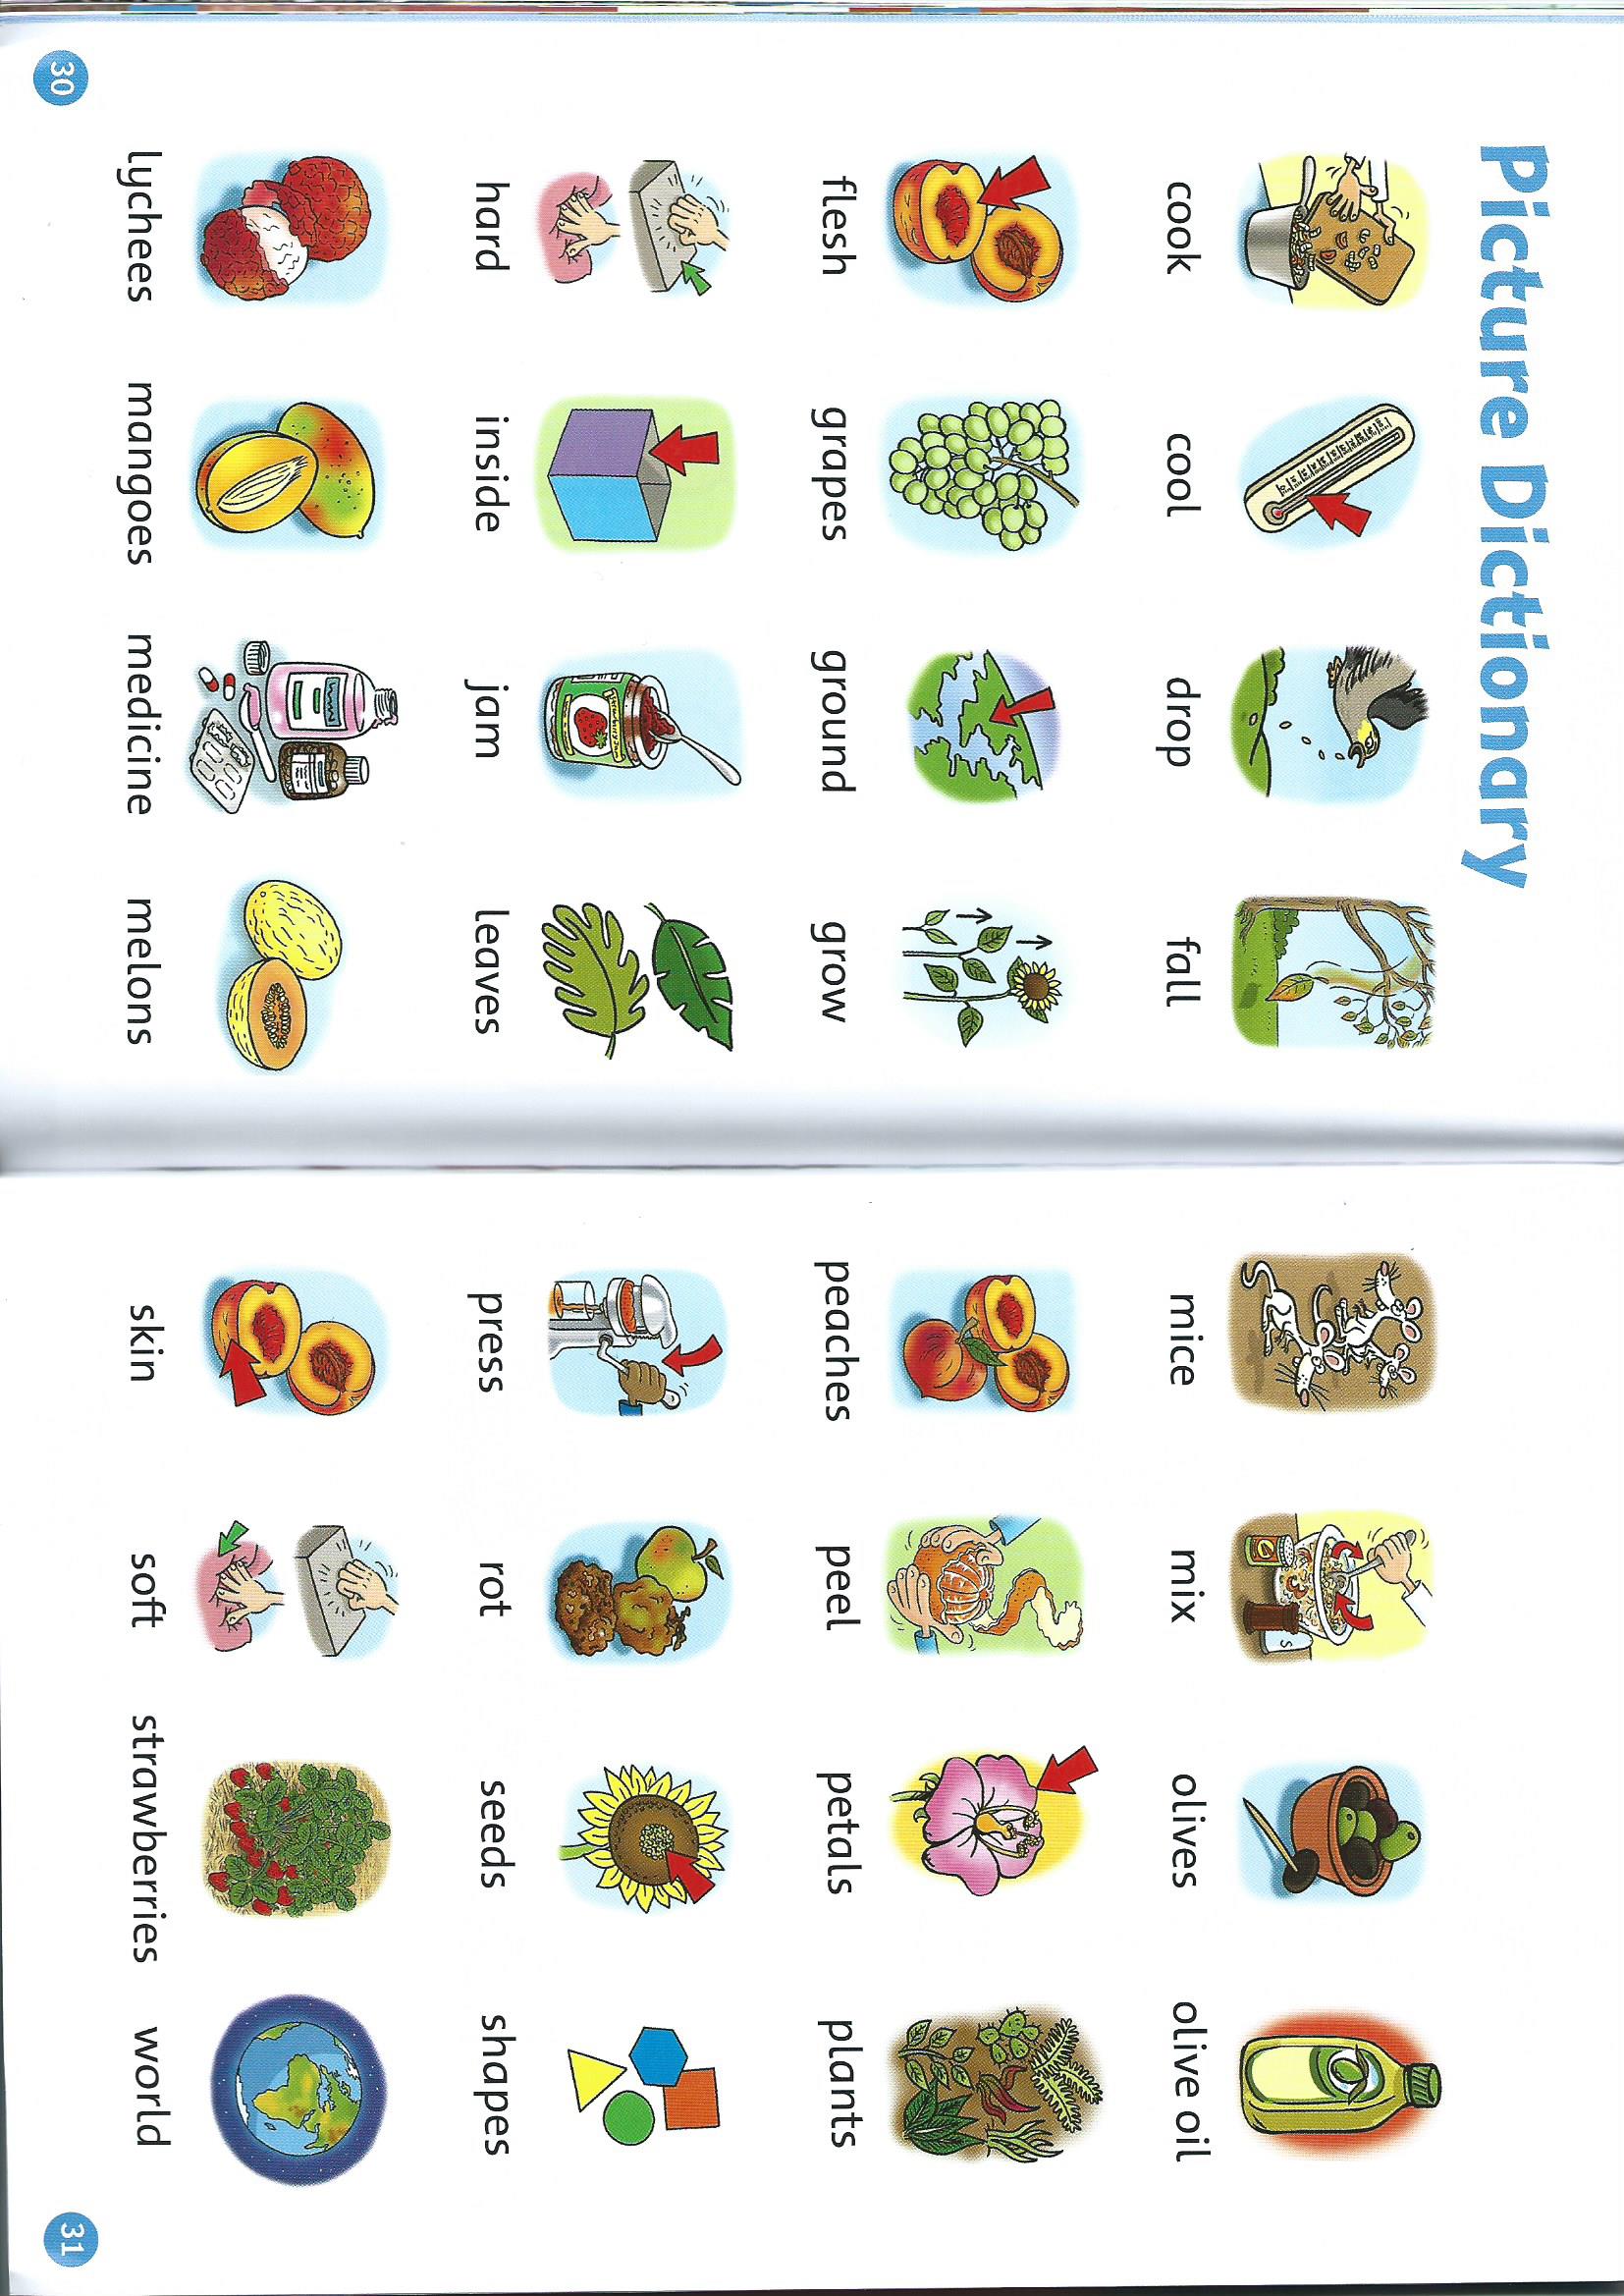 Picture Dictionary
cook cool drop fall
flesh grapes ground grow
hard inside jam leaves
lychees mangoes medicine melons
30
mice mix olives olive oil
peaches peel petals plants
press rot seeds shapes
skin soft strawberries world
31